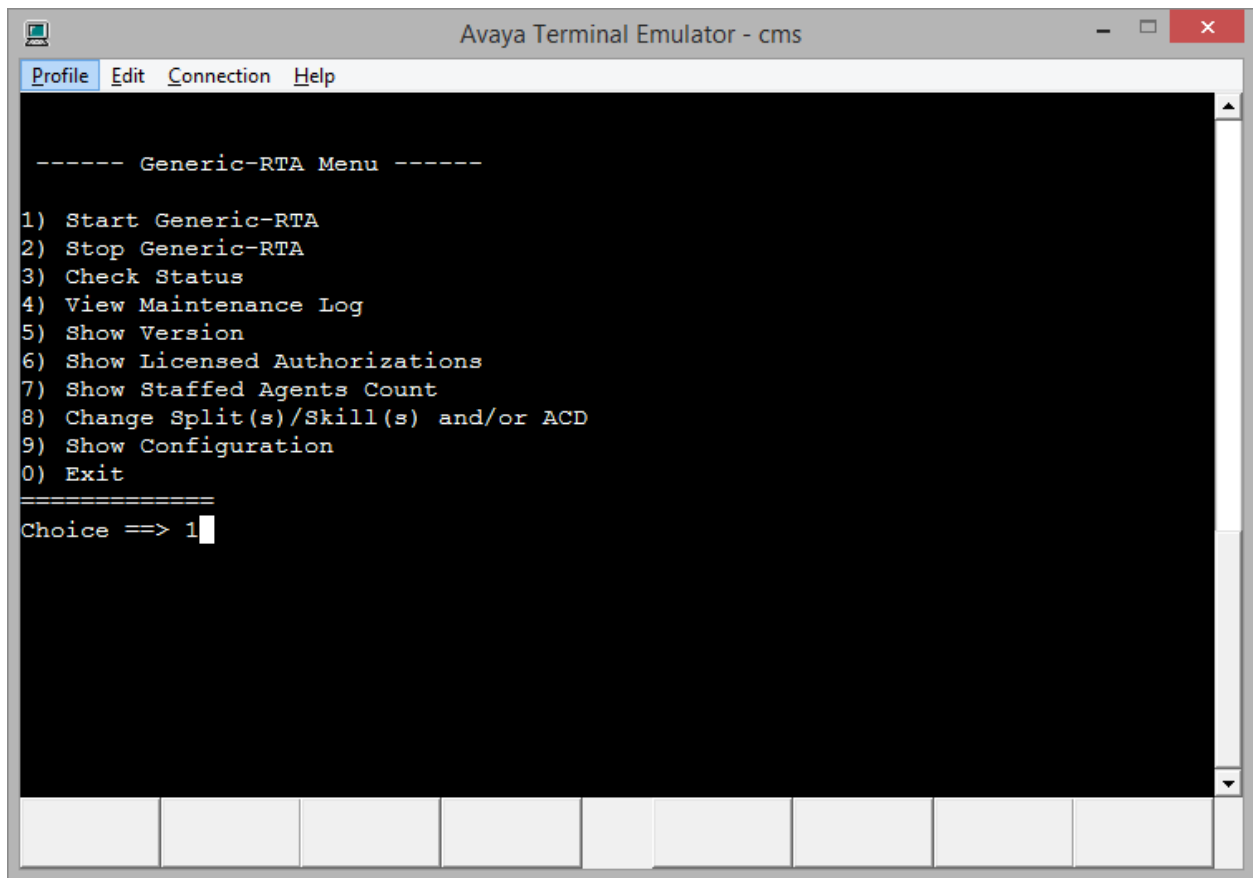 Avaya Terminal Emulator - cms
Profile Edit Connection Help
------ Generic-RTA Menu ------
1) Start Generic-RTA
2) Stop Generic-RTA
3) Check Status
4) View Maintenance Log
5) Show Version
6) Show Licensed Authorizations
7) Show Staffed Agents Count
8) Change Split(s)/Skill(s) and/or ACD
9) Show Configuration
0) Exit
=============
Choice ==> 1